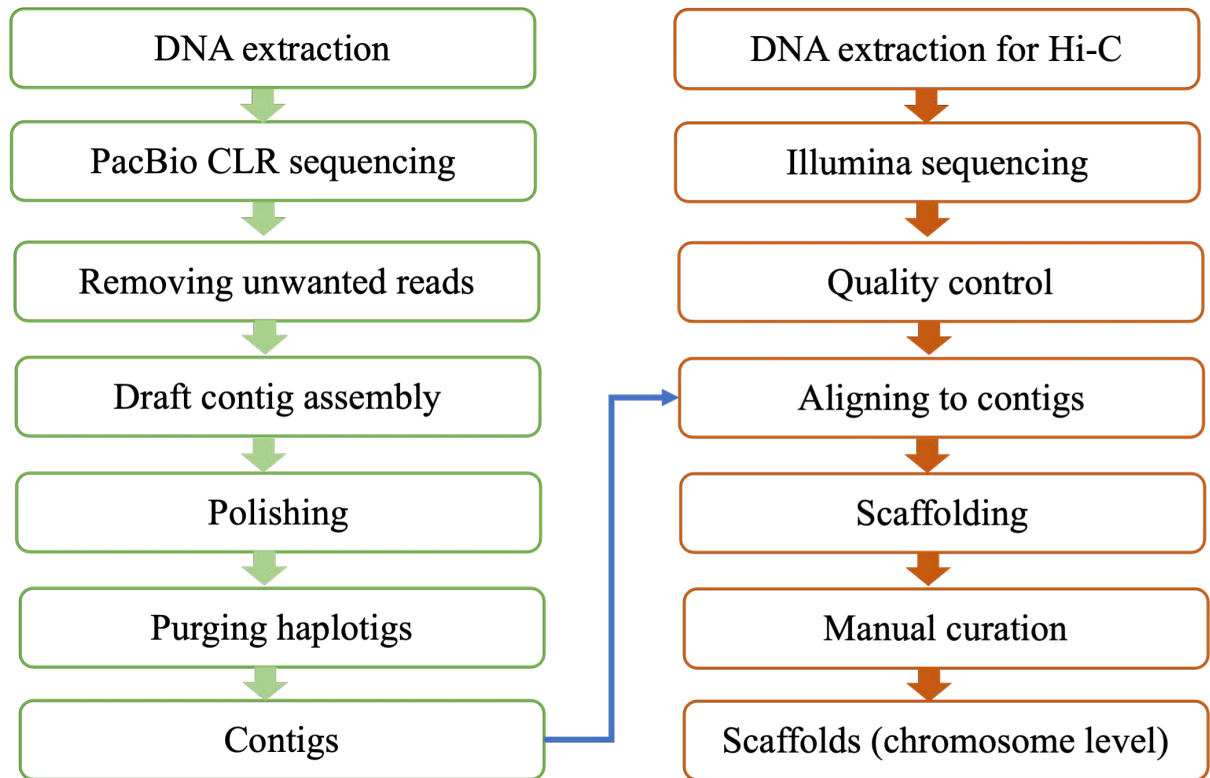 DNA extraction
PacBio CLR sequencing
Removing unwanted reads
Draft contig assembly
Polishing
Purging haplotigs
Contigs
DNA extraction for Hi-C
Illumina sequencing
Quality control
Aligning to contigs
Scaffolding
Manual curation
Scaffolds (chromosome level)